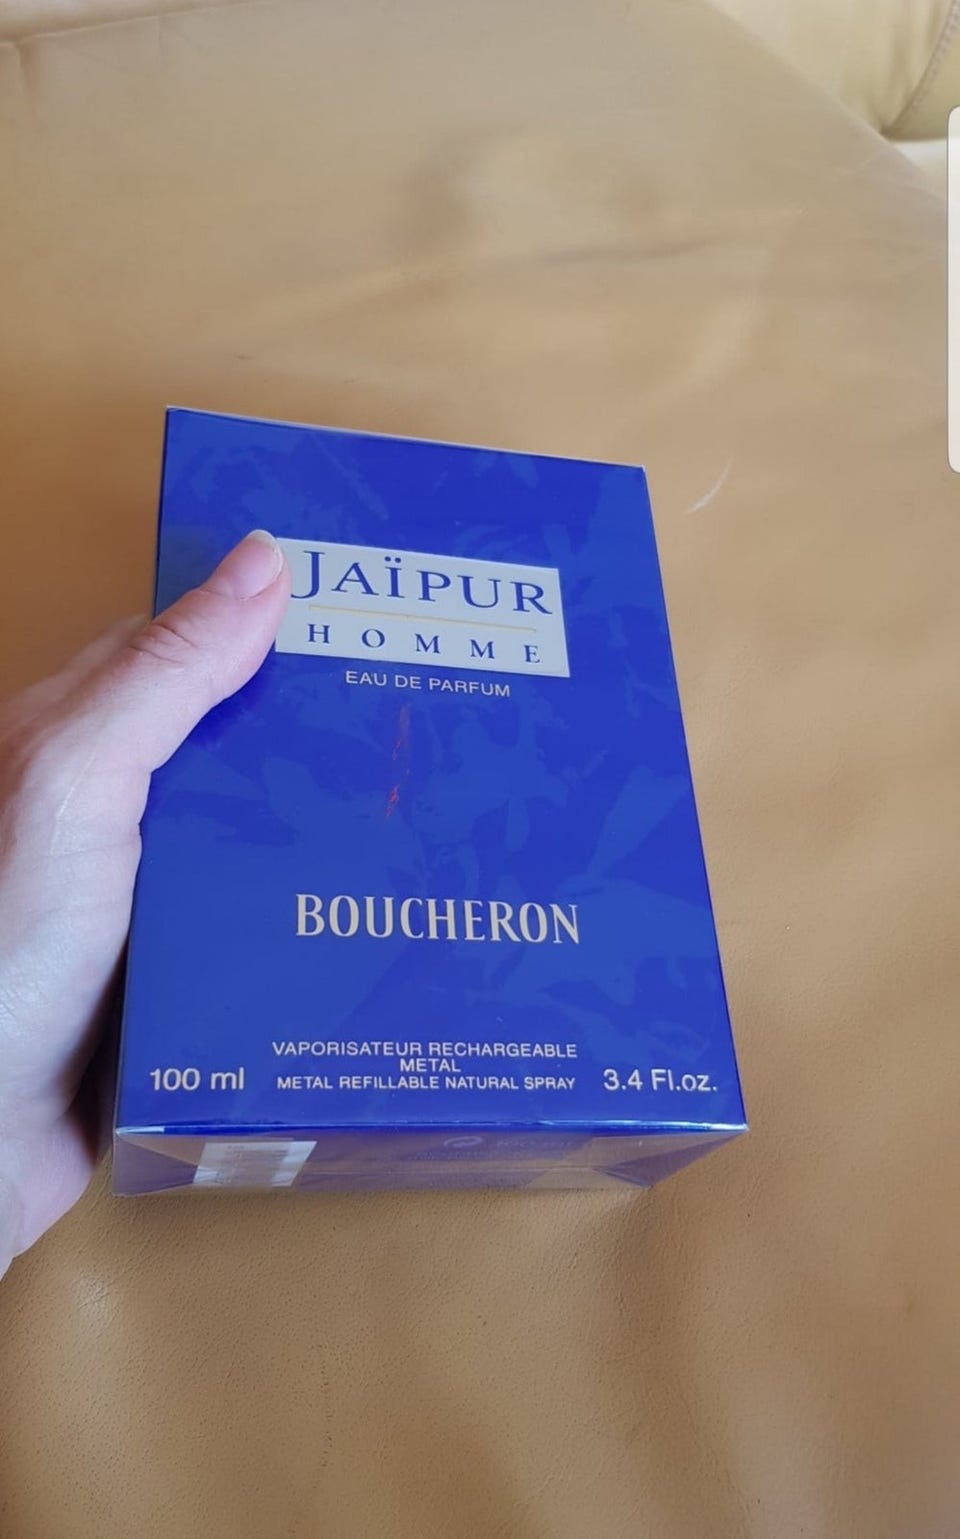 JAÏPUR
HOMME
EAU DE PARFUM
BOUCHERON
VAPORISATEUR RECHARGEABLE
METAL
100 ml METAL REFILLABLE NATURAL SPRAY 3.4 Fl.oz.